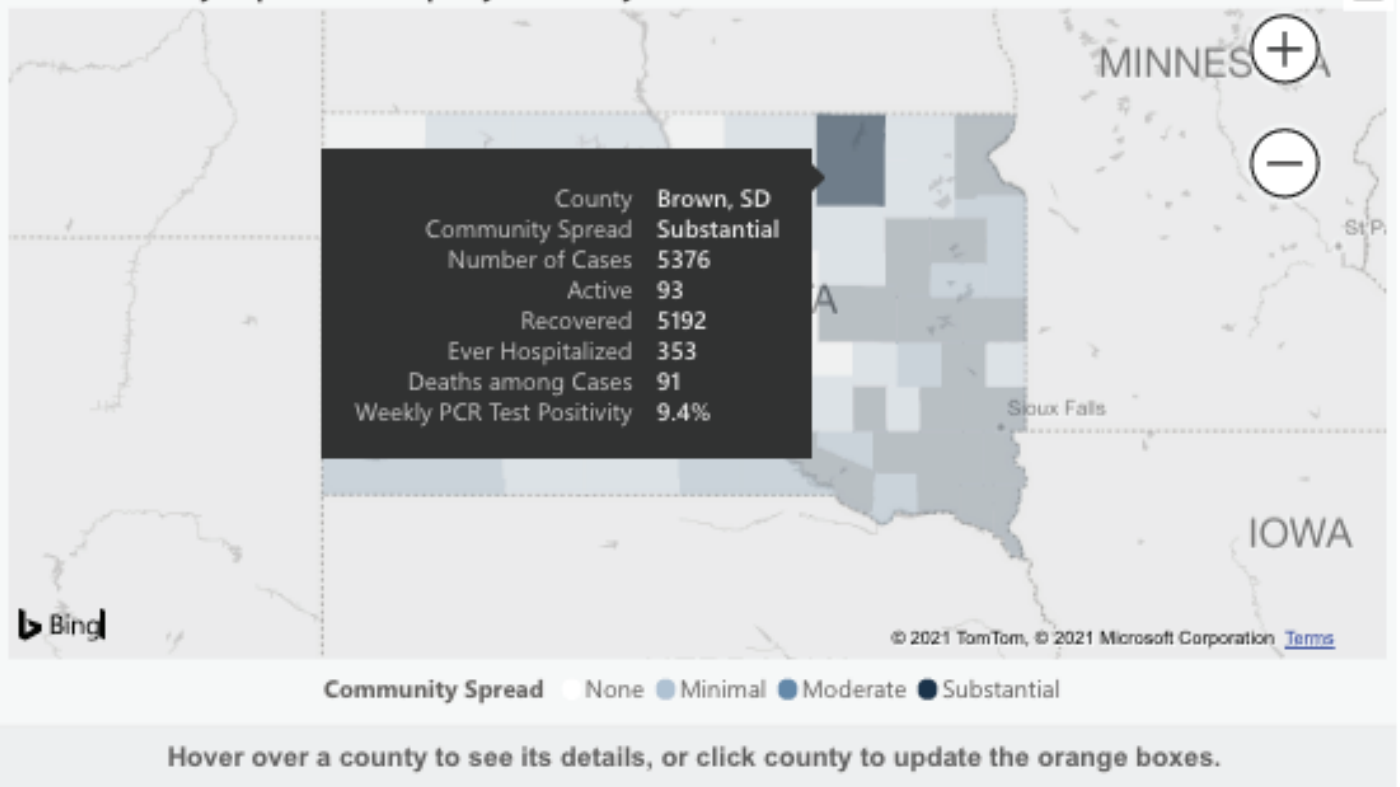 MINNES A
County Brown, SD
Community Spread Substantial
Number of Cases 5376
Active 93
Recovered 5192
Ever Hospitalized 353
Deaths among Cases 91
Weekly PCR Test Positivity 9.4%
A
St P
Sioux Falls
IOWA
Bing
© 2021 TomTom, © 2021 Microsoft Corporation Terms
Community Spread None Minimal Moderate Substantial
Hover over a county to see its details, or click county to update the orange boxes.